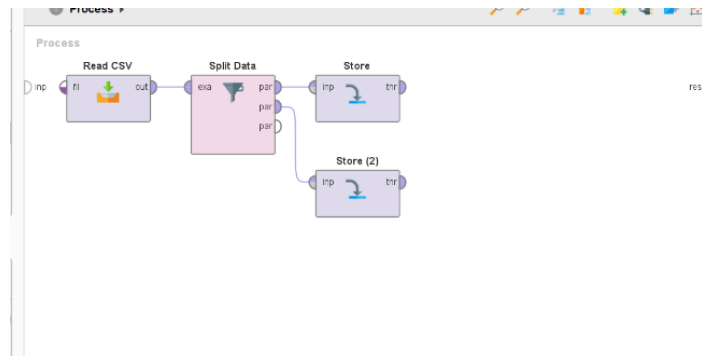 Process
Process
Read CSV
Split Data
Store
inp
fil
out
exa
par
inp
thr
res
par
par
Store (2)
inp
thr